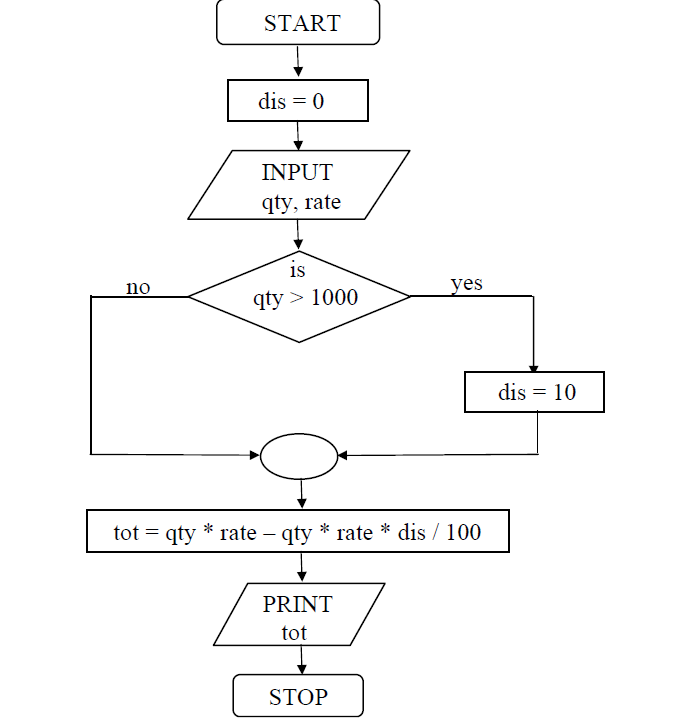 START
dis = 0
INPUT
qty, rate
is
qty > 1000
no
yes
dis = 10
tot = qty * rate – qty * rate * dis / 100
PRINT
tot
STOP